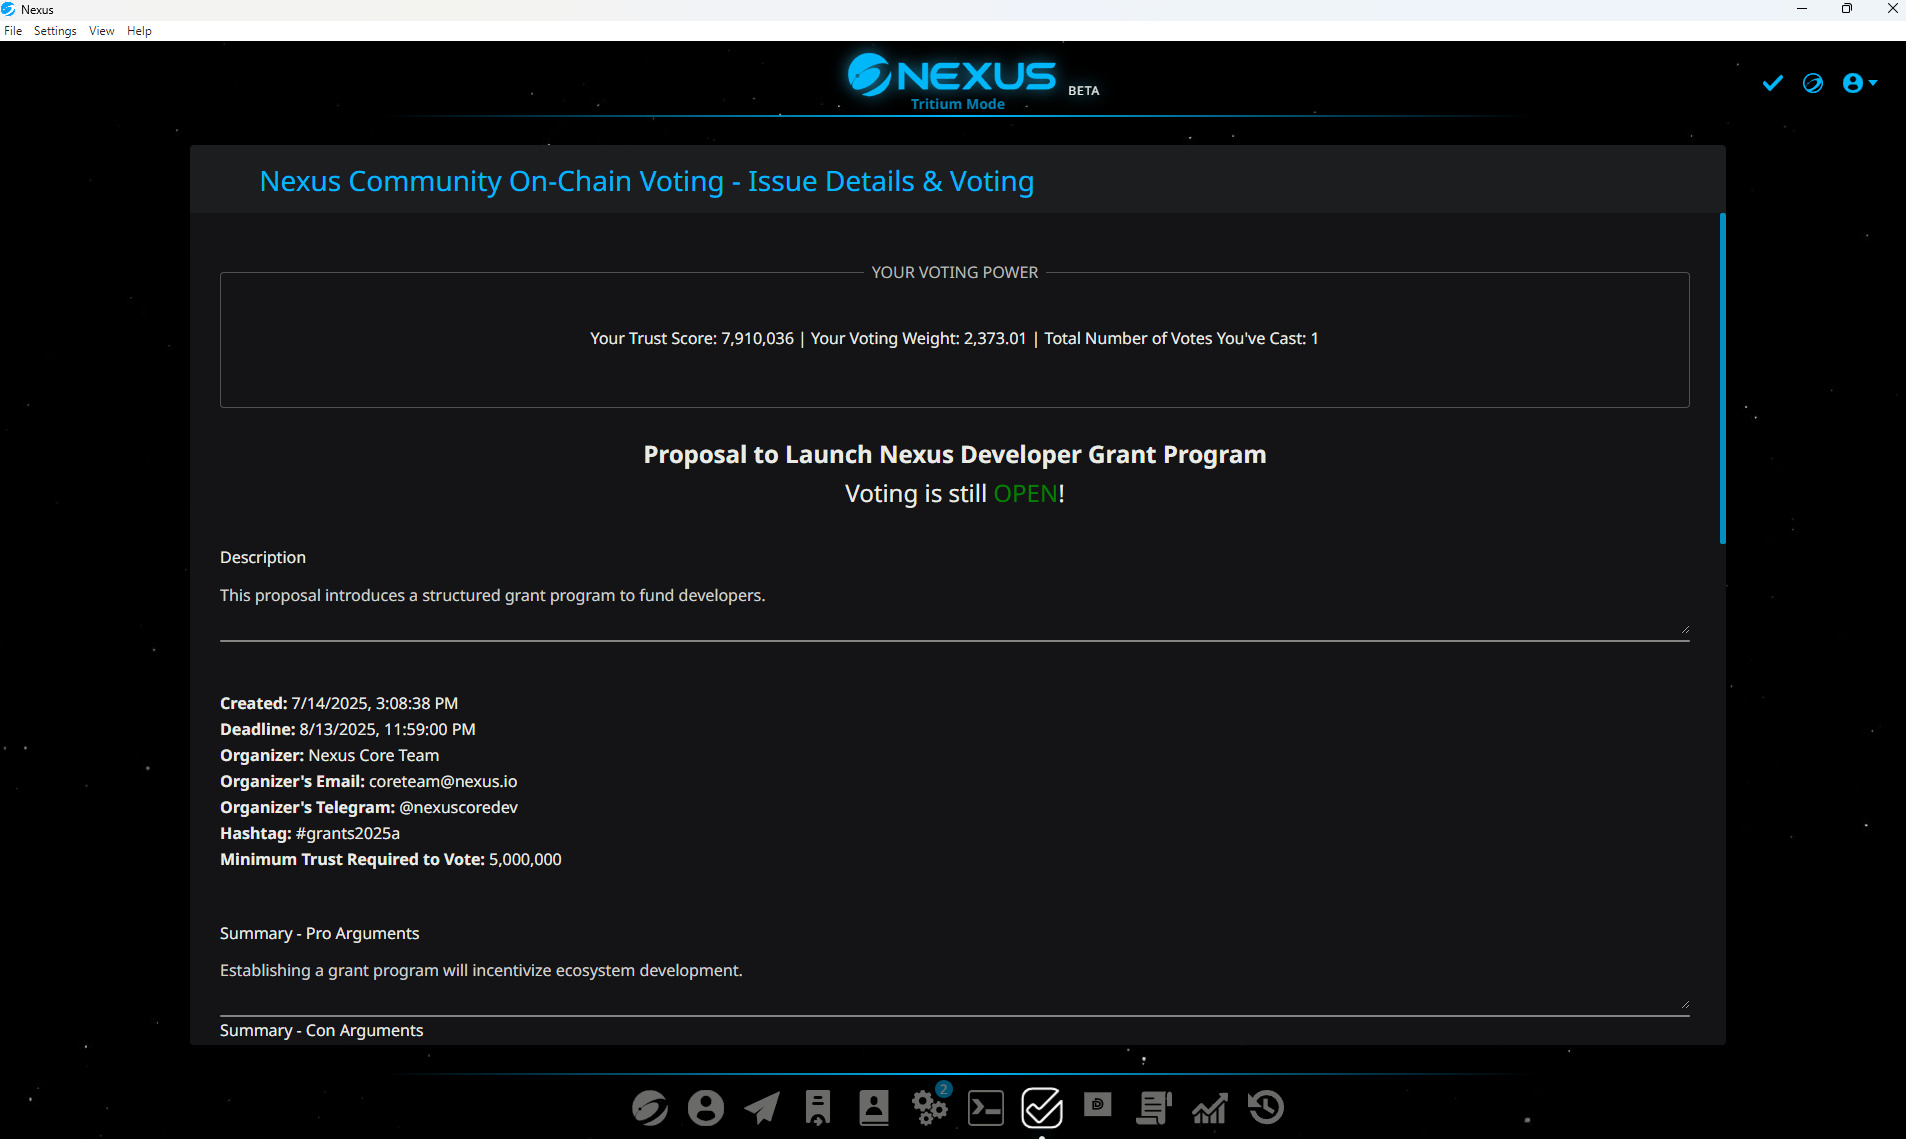 Nexus
File Settings View Help
NEXUS BETA
Tritium Mode
Nexus Community On-Chain Voting - Issue Details & Voting
YOUR VOTING POWER
Your Trust Score: 7,910,036 | Your Voting Weight: 2,373.01 | Total Number of Votes You've Cast: 1
Proposal to Launch Nexus Developer Grant Program
Voting is still OPEN!
Description
This proposal introduces a structured grant program to fund developers.
Created: 7/14/2025, 3:08:38 PM
Deadline: 8/13/2025, 11:59:00 PM
Organizer: Nexus Core Team
Organizer's Email: coreteam@nexus.io
Organizer's Telegram: @nexuscoredev
Hashtag: #grants2025a
Minimum Trust Required to Vote: 5,000,000
Summary - Pro Arguments
Establishing a grant program will incentivize ecosystem development.
Summary - Con Arguments
2